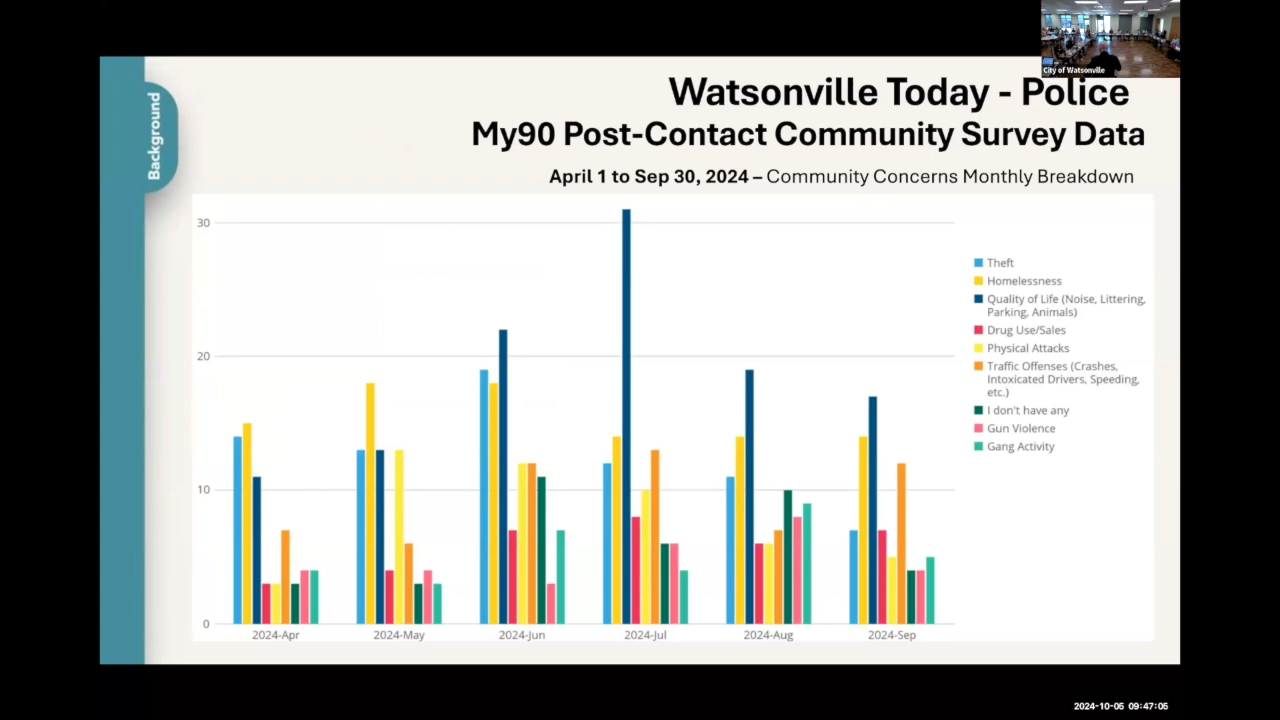 City of Watsonville
Background
Watsonville Today - Police
My90 Post-Contact Community Survey Data
April 1 to Sep 30, 2024 – Community Concerns Monthly Breakdown
30
20
10
0
2024-Apr
2024-May
2024-Jun
2024-Jul
2024-Aug
2024-Sep
Theft
Homelessness
Quality of Life (Noise, Littering,
Parking, Animals)
Drug Use/Sales
Physical Attacks
Traffic Offenses (Crashes,
Intoxicated Drivers, Speeding,
etc.)
I don't have any
Gun Violence
Gang Activity
2024-10-05 09:47:05